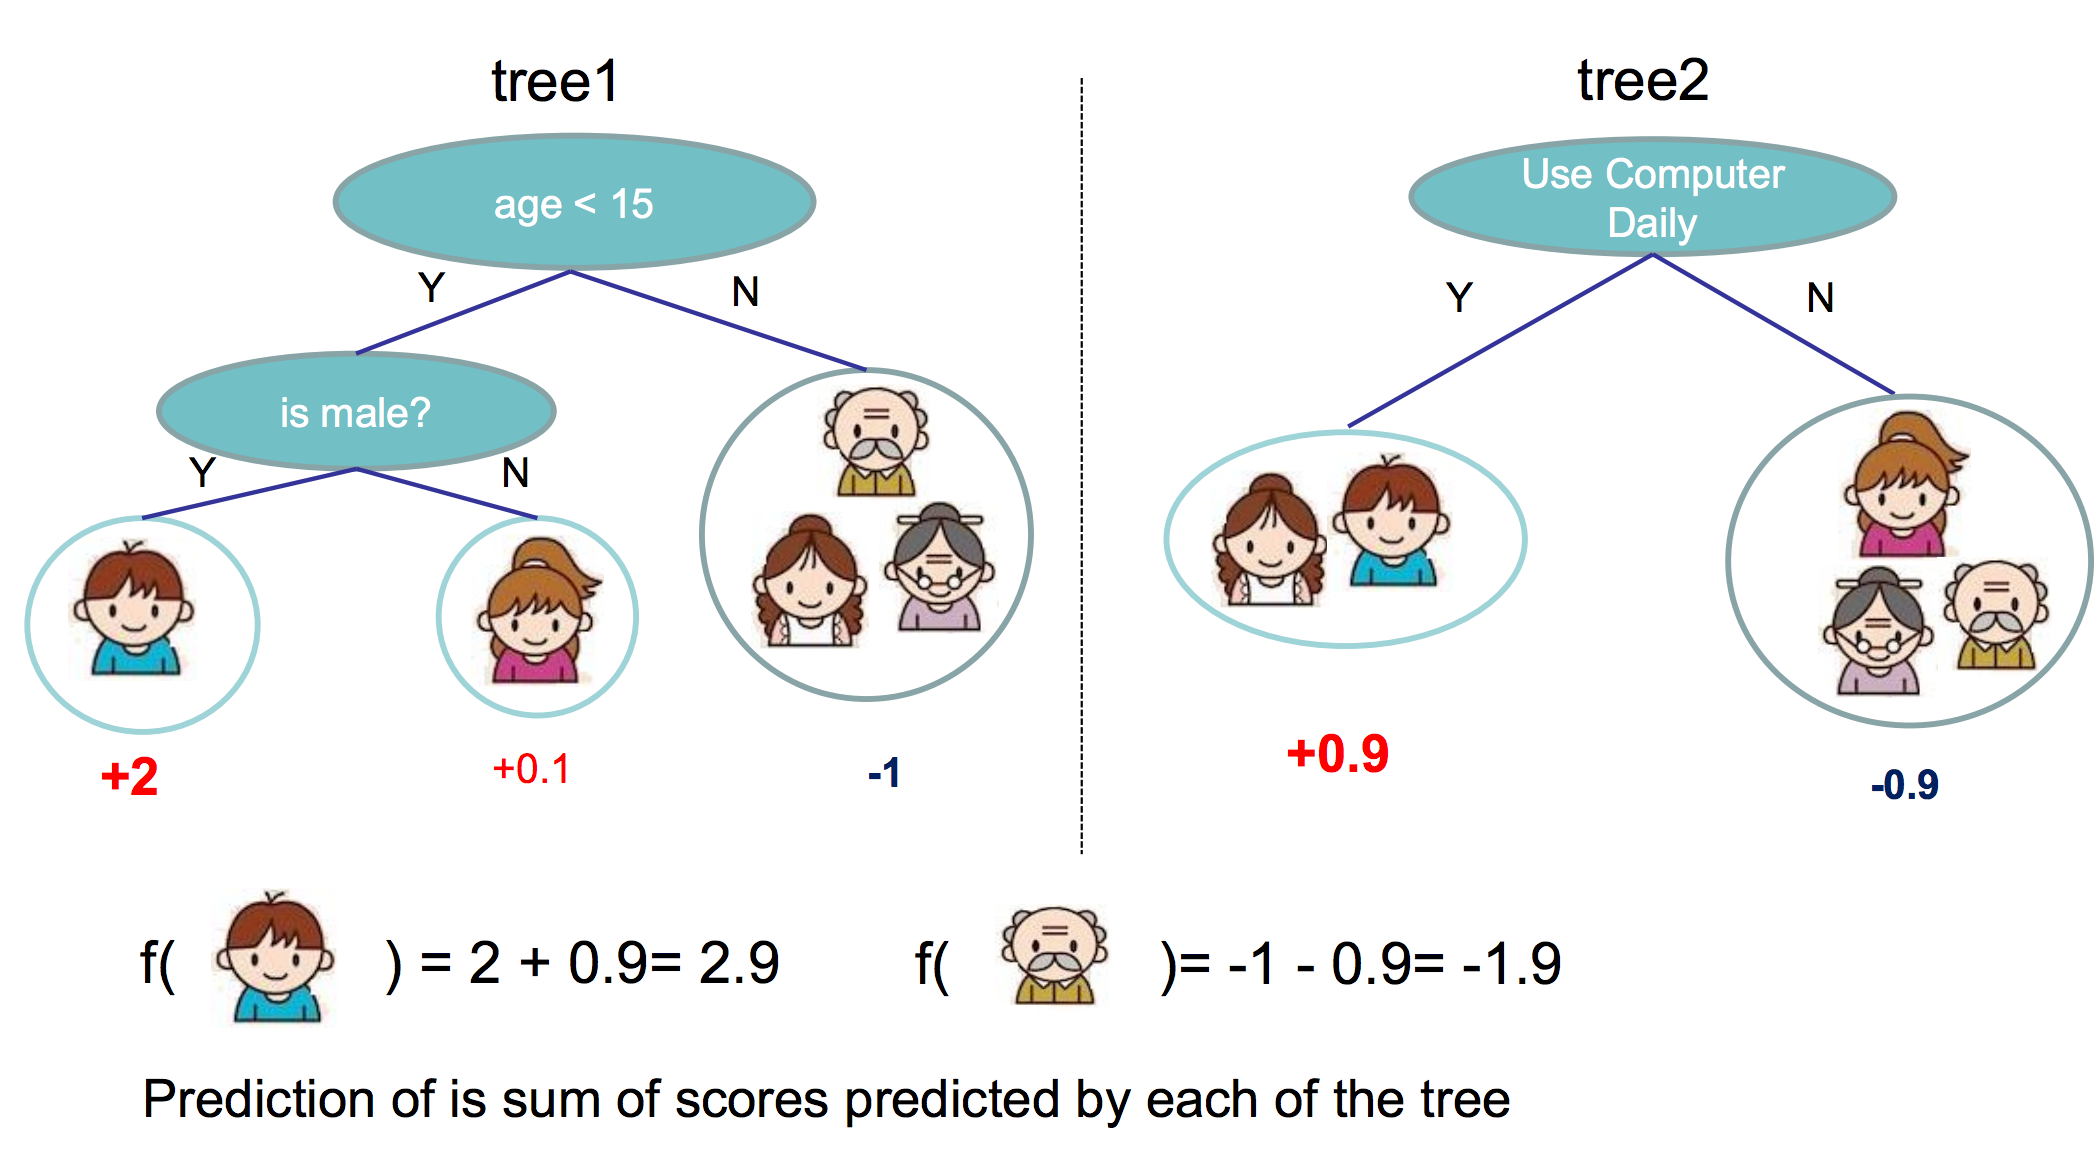 tree1
age < 15
Y
N
is male?
Y
N
+2
+0.1
-1
tree2
Use Computer
Daily
Y
N
+0.9
-0.9
f( ) = 2 + 0.9= 2.9
f( )= -1 - 0.9= -1.9
Prediction of is sum of scores predicted by each of the tree